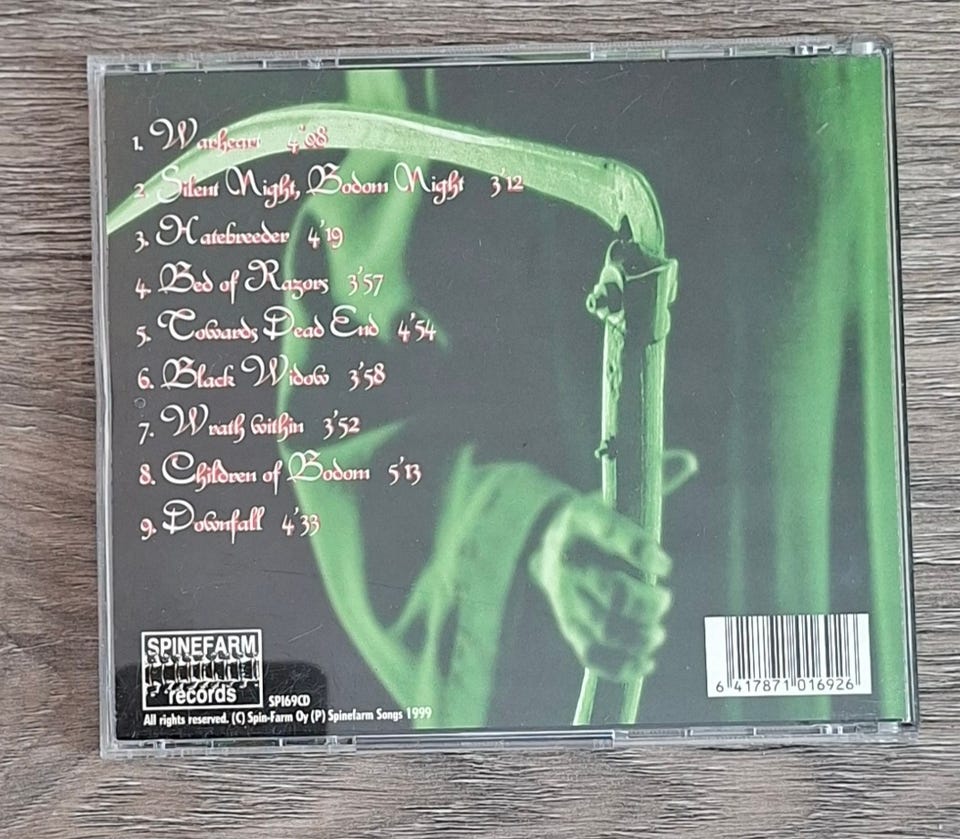 1. Warheart 4'08
2. Silent Night, Bodom Night 3'12
3. Hatebreeder 4'19
4. Bed of Razors 3'57
5. Towards Dead End 4'54
6. Black Widow 3'58
7. Wrath within 3'52
8. Children of Bodom 5'13
9. Downfall 4'33
SPINEFARM
records
SPI69CD
All rights reserved. (C) Spin-Farm Oy (P) Spinefarm Songs 1999
6 417871 016926